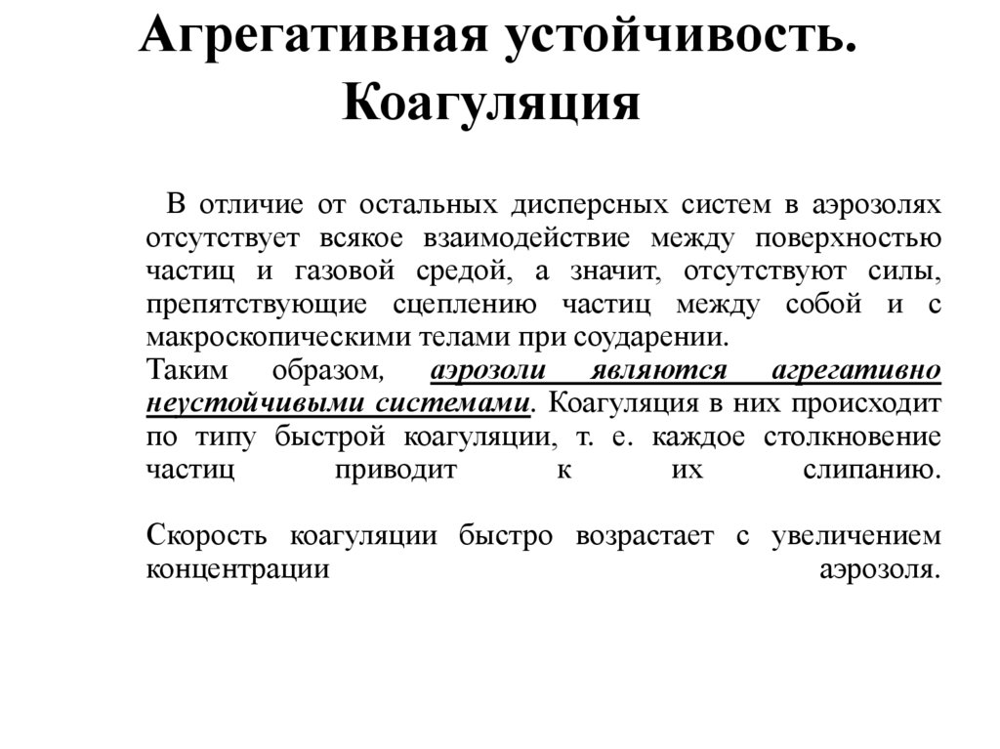 Агрегативная устойчивость.
Коагуляция
В отличие от остальных дисперсных систем в аэрозолях
отсутствует всякое взаимодействие между поверхностью
частиц и газовой средой, а значит, отсутствуют силы,
препятствующие сцеплению частиц между собой и с
макроскопическими телами при соударении.
Таким образом, аэрозоли являются агрегативно
неустойчивыми системами. Коагуляция в них происходит
по типу быстрой коагуляции, т. е. каждое столкновение
частиц приводит к их слипанию.
Скорость коагуляции быстро возрастает с увеличением
концентрации аэрозоля.